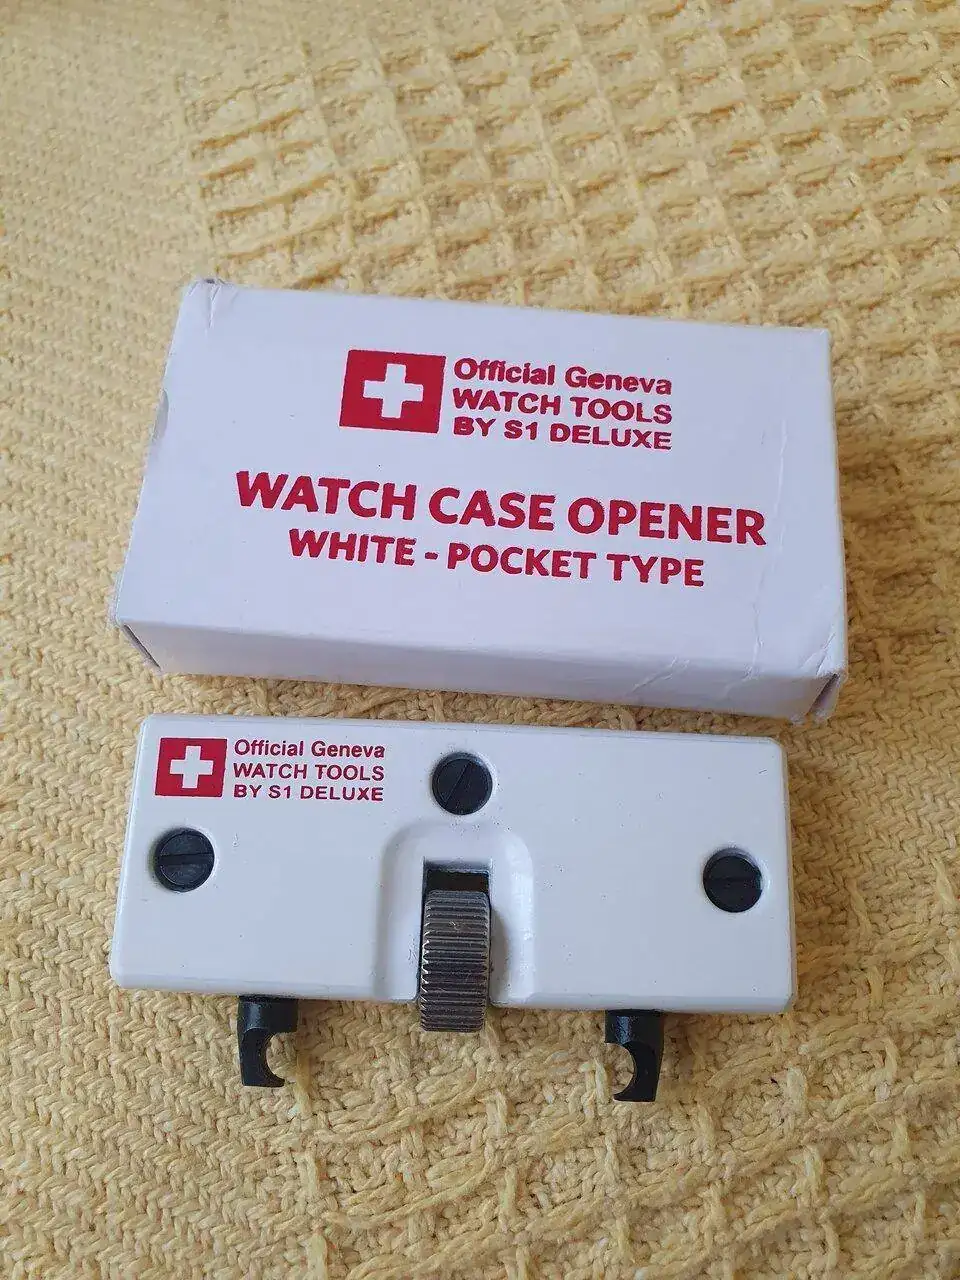 Official Geneva
WATCH TOOLS
BY S1 DELUXE
WATCH CASE OPENER
WHITE - POCKET TYPE
Official Geneva
WATCH TOOLS
BY S1 DELUXE